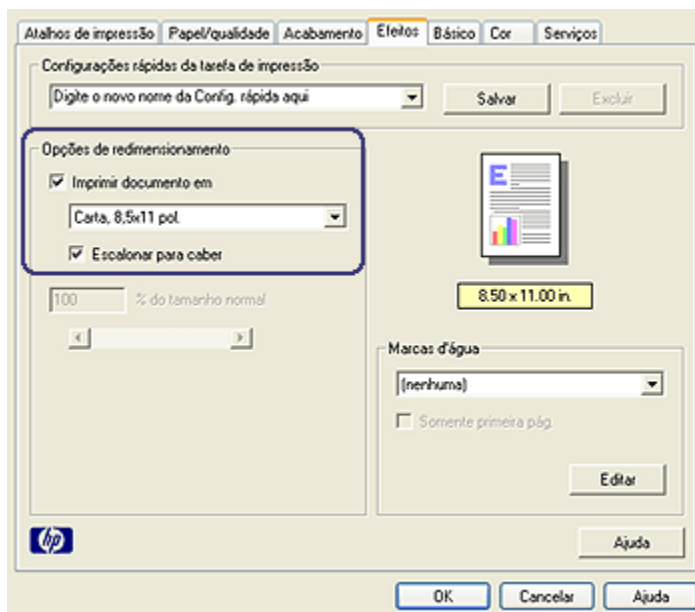 Atalhos de impressão Papel/qualidade Acabamento Efeitos Básico Cor Serviços
Configurações rápidas da tarefa de impressão
Digite o novo nome da Config. rápida aqui Salvar Excluir
Opções de redimensionamento
Imprimir documento em
Carta, 8,5x11 pol.
Escalonar para caber
100 % do tamanho normal
E
8.50 x 11.00 in.
Marcas d'água
(nenhuma)
Somente primeira pág.
Editar
hp
Ajuda
OK Cancelar Ajuda